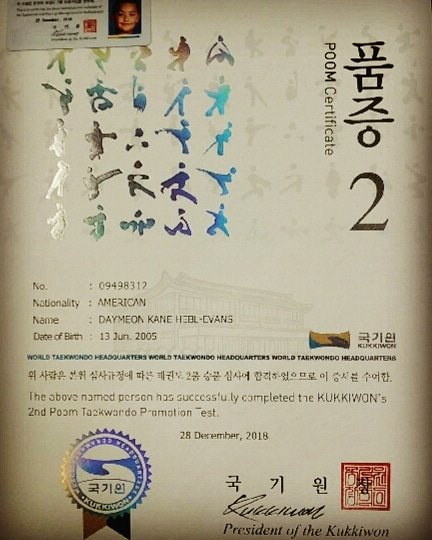 품증
POOM Certificate
2
No. : 09498312
Nationality : AMERICAN
Name : DAYMEON KANE HEBL-EVANS
Date of Birth : 13 Jun. 2005
국기원
KUKKIWON
WORLD TAEKWONDO HEADQUARTERS WORLD TAEKWONDO HEADQUARTERS WORLD TAEKWONDO HEADQUARTERS
위 사람은 본원 심사규정에 따른 태권도 2품 승품 심사에 합격하였으므로 이 증서를 수여함.
The above named person has successfully completed the KUKKIWON's
2nd Poom Taekwondo Promotion Test.
28 December, 2018
국기원
KUKKIWON
국 기 원 장
Kukkiwon
President of the Kukkiwon